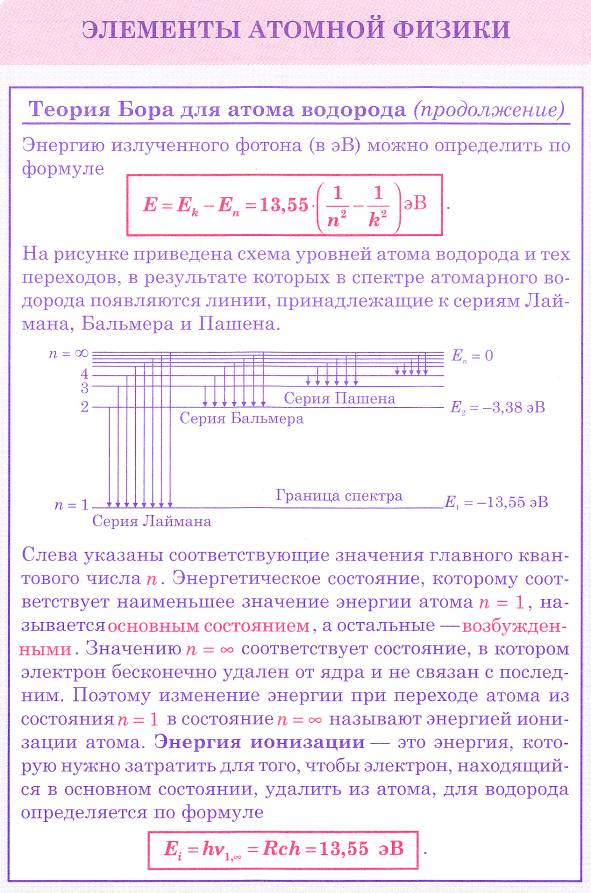 ЭЛЕМЕНТЫ АТОМНОЙ ФИЗИКИ
Теория Бора для атома водорода (продолжение)
Энергию излученного фотона (в эВ) можно определить по
формуле
E = Eₖ – Eₙ = 13,55·(1/n² – 1/k²) эВ .
На рисунке приведена схема уровней атома водорода и тех
переходов, в результате которых в спектре атомарного во-
дорода появляются линии, принадлежащие к сериям Лай-
мана, Бальмера и Пашена.
n = ∞ Eₙ = 0
4
3
Серия Пашена
2 E₂ = –3,38 эВ
Серия Бальмера
Граница спектра
n = 1 E₁ = –13,55 эВ
Серия Лаймана
Слева указаны соответствующие значения главного кван-
тового числа n. Энергетическое состояние, которому соот-
ветствует наименьшее значение энергии атома n = 1, на-
зывается основным состоянием, а остальные — возбужден-
ными. Значению n = ∞ соответствует состояние, в котором
электрон бесконечно удален от ядра и не связан с послед-
ним. Поэтому изменение энергии при переходе атома из
состояния n = 1 в состояние n = ∞ называют энергией иони-
зации атома. Энергия ионизации — это энергия, кото-
рую нужно затратить для того, чтобы электрон, находящий-
ся в основном состоянии, удалить из атома, для водорода
определяется по формуле
Eᵢ = hν₁,∞ = Rch = 13,55 эВ .